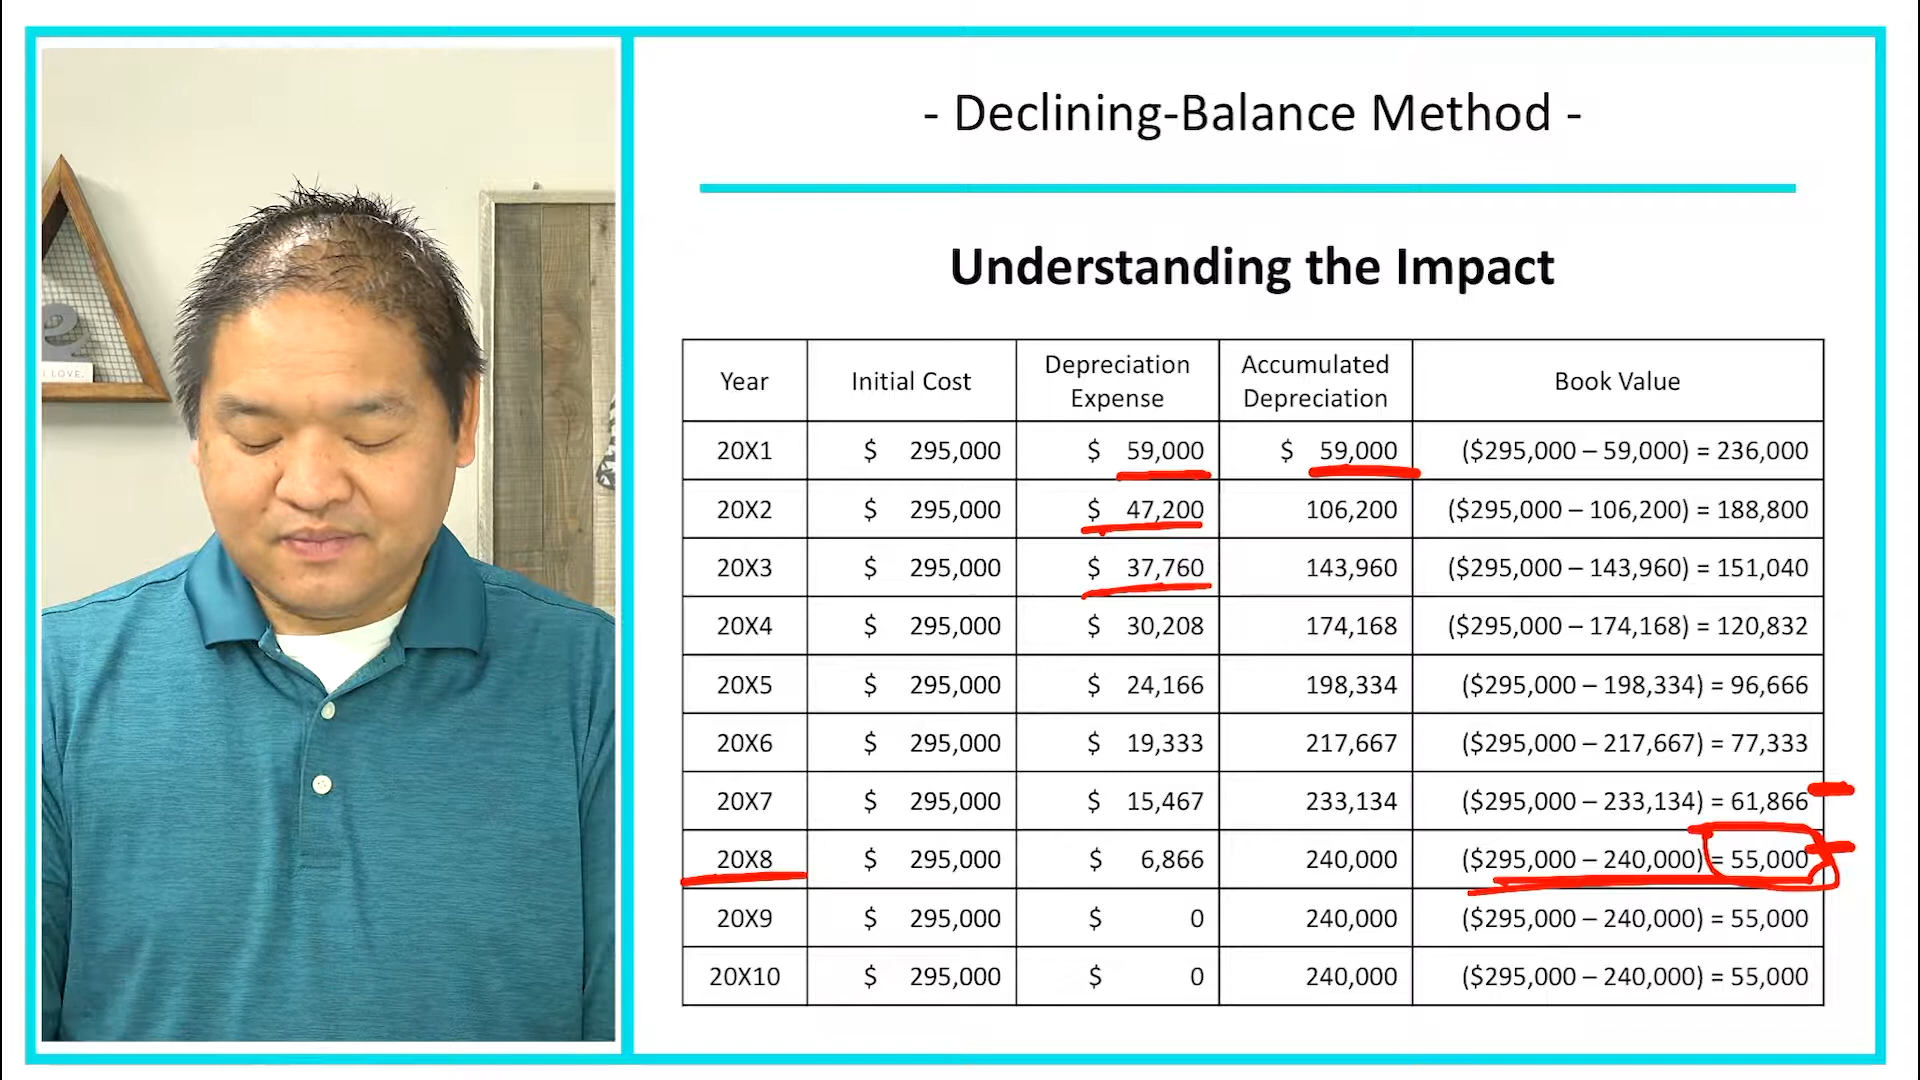 - Declining-Balance Method -
Understanding the Impact
Year Initial Cost Depreciation Expense Accumulated Depreciation Book Value
20X1 $ 295,000 $ 59,000 $ 59,000 ($295,000 – 59,000) = 236,000
20X2 $ 295,000 $ 47,200 106,200 ($295,000 – 106,200) = 188,800
20X3 $ 295,000 $ 37,760 143,960 ($295,000 – 143,960) = 151,040
20X4 $ 295,000 $ 30,208 174,168 ($295,000 – 174,168) = 120,832
20X5 $ 295,000 $ 24,166 198,334 ($295,000 – 198,334) = 96,666
20X6 $ 295,000 $ 19,333 217,667 ($295,000 – 217,667) = 77,333
20X7 $ 295,000 $ 15,467 233,134 ($295,000 – 233,134) = 61,866
20X8 $ 295,000 $ 6,866 240,000 ($295,000 – 240,000) = 55,000
20X9 $ 295,000 $ 0 240,000 ($295,000 – 240,000) = 55,000
20X10 $ 295,000 $ 0 240,000 ($295,000 – 240,000) = 55,000
e
LOVE.